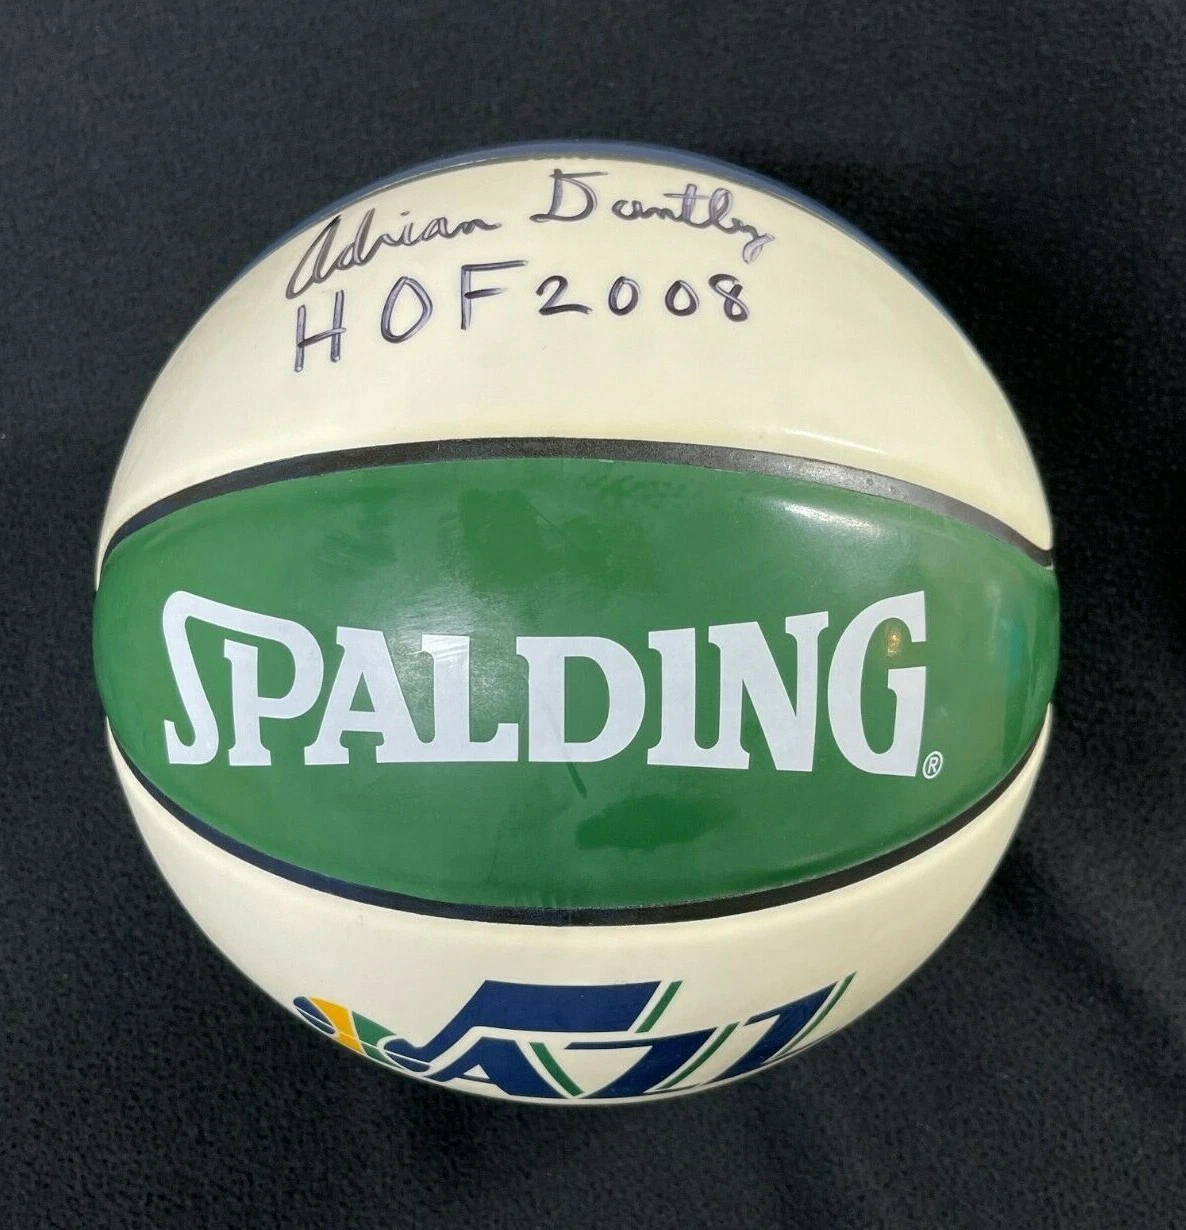 Adrian Dantley
HOF 2008
SPALDING®
JAZZ